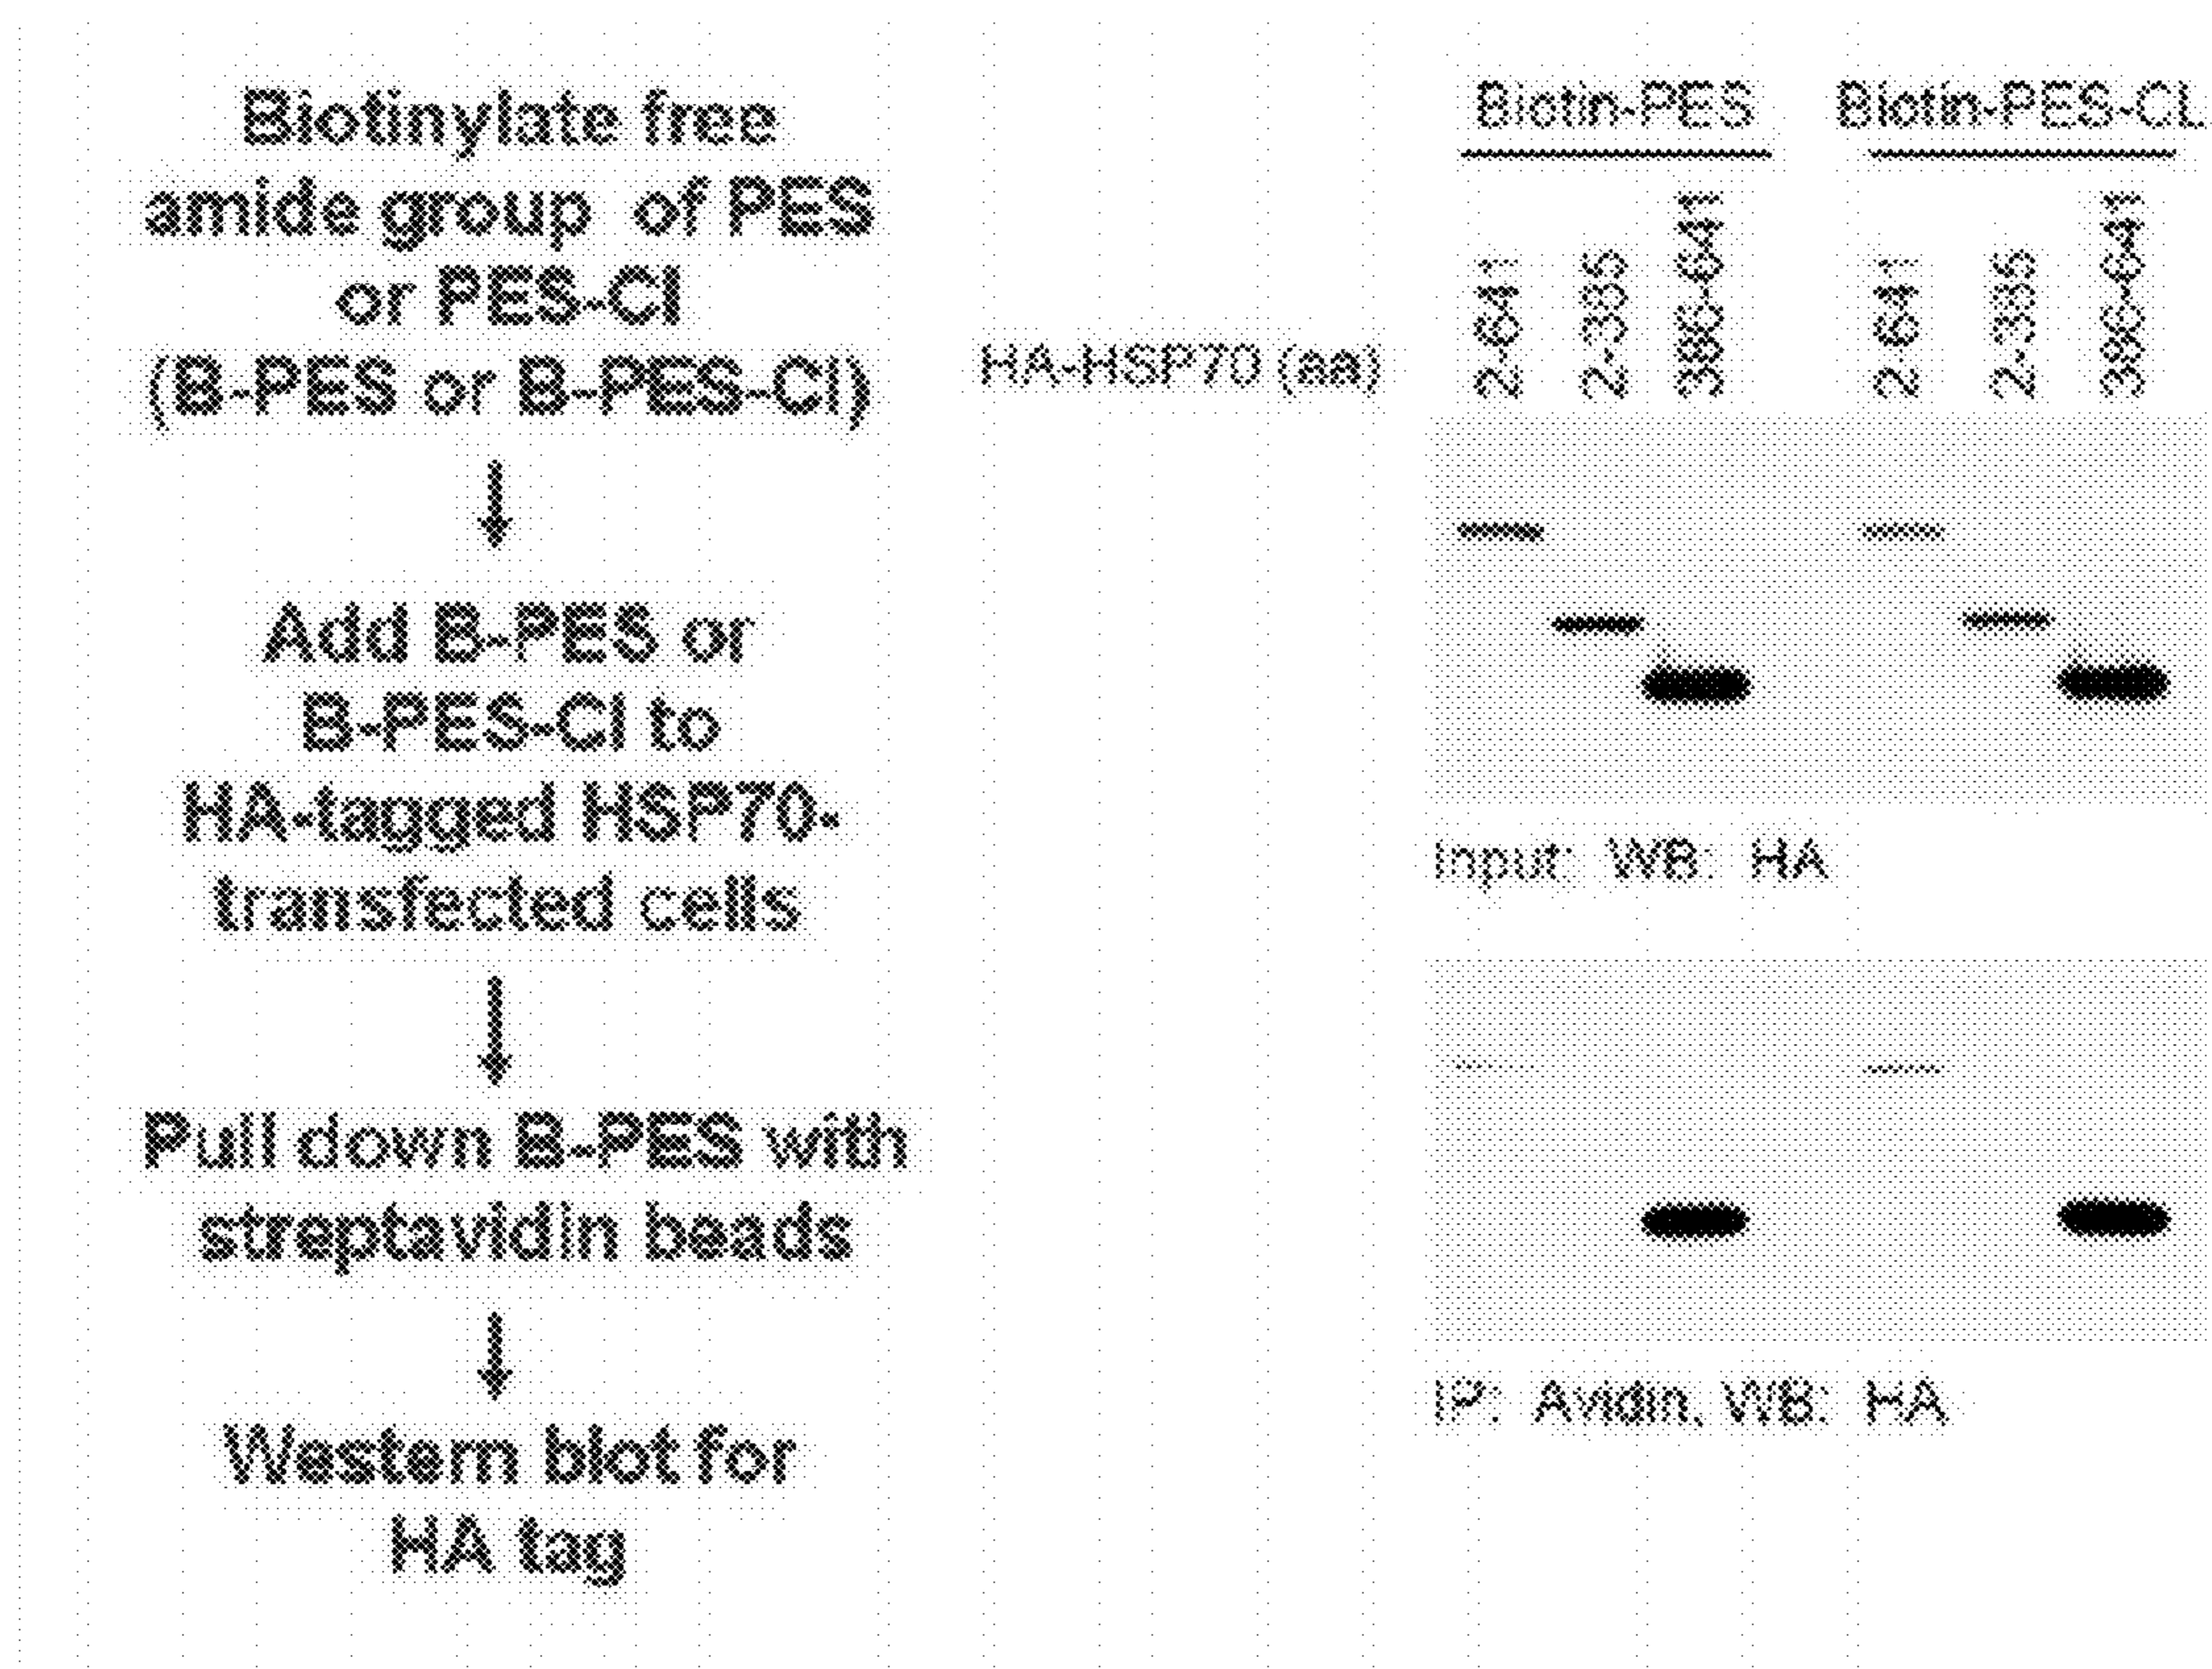 Biotinylate free
amide group of PES
or PES-Cl
(B-PES or B-PES-Cl)
Add B-PES or
B-PES-Cl to
HA-tagged HSP70-
transfected cells
Pull down B-PES with
streptavidin beads
Western blot for
HA tag
Biotin-PES Biotin-PES-CL
HA-HSP70 (aa) 2-641 2-385 386-641 2-641 2-385 386-641
Input: WB: HA
IP: Avidin, WB: HA